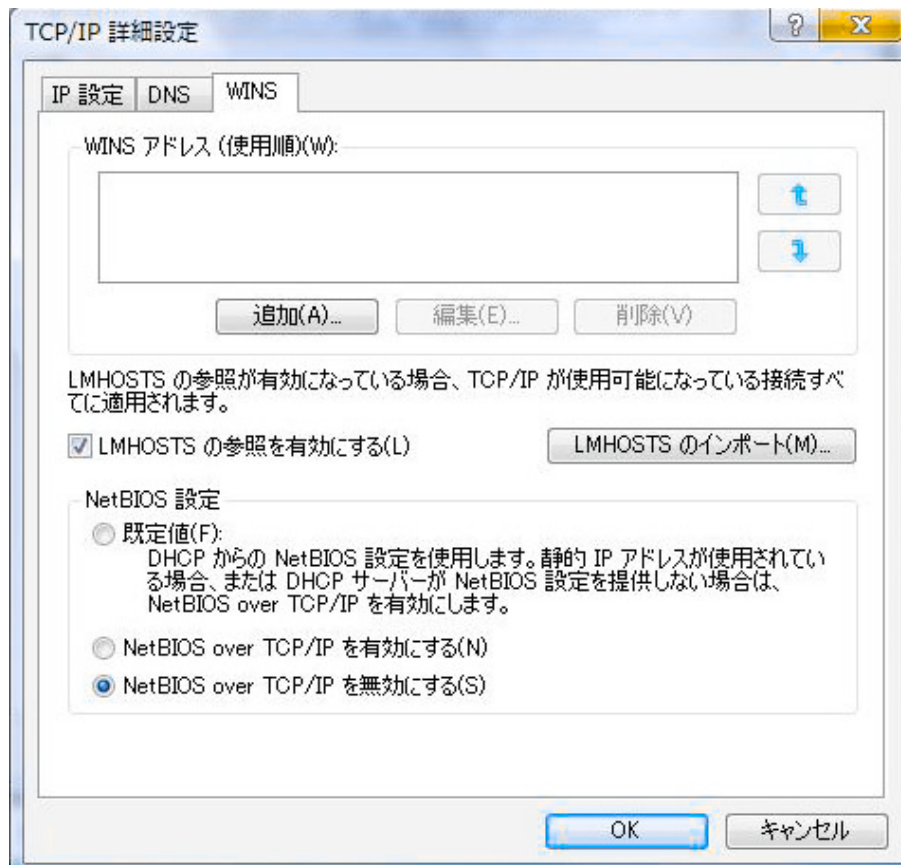 TCP/IP 詳細設定
IP 設定 DNS WINS
WINS アドレス (使用順)(W):
追加(A)... 編集(E)... 削除(V)
LMHOSTS の参照が有効になっている場合、TCP/IP が使用可能になっている接続すべ
てに適用されます。
LMHOSTS の参照を有効にする(L) LMHOSTS のインポート(M)...
NetBIOS 設定
既定値(F):
DHCP からの NetBIOS 設定を使用します。静的 IP アドレスが使用されてい
る場合、または DHCP サーバーが NetBIOS 設定を提供しない場合は、
NetBIOS over TCP/IP を有効にします。
NetBIOS over TCP/IP を有効にする(N)
NetBIOS over TCP/IP を無効にする(S)
OK キャンセル